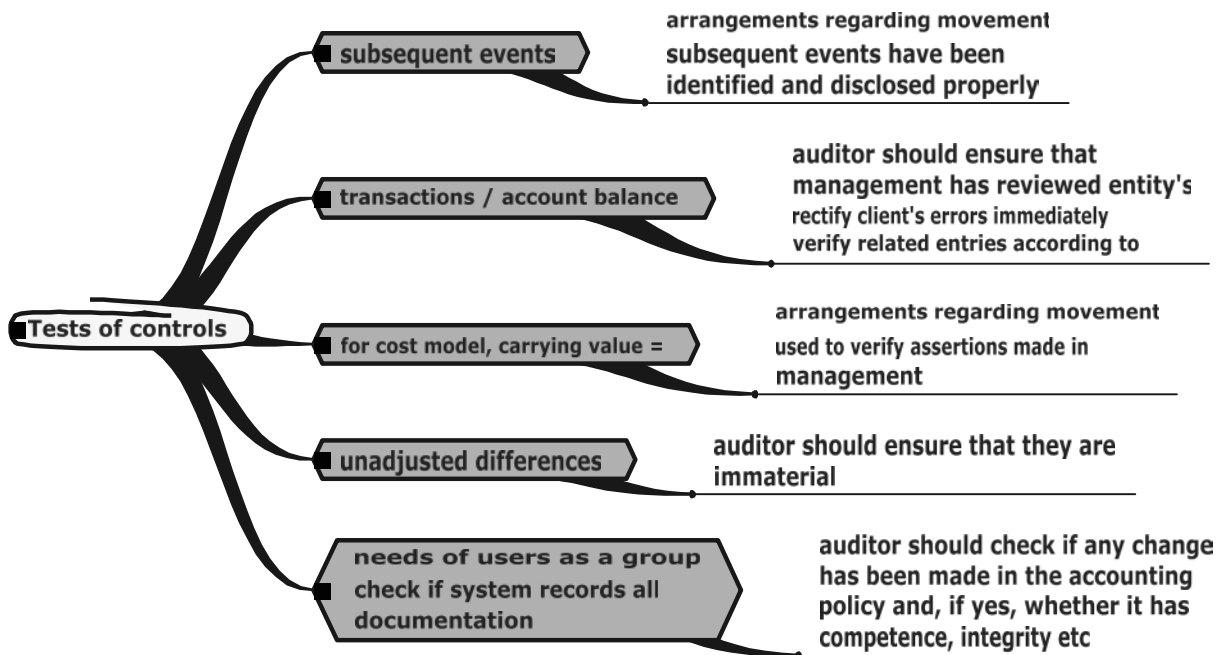 arrangements regarding movement
subsequent events
subsequent events have been
identified and disclosed properly
auditor should ensure that
management has reviewed entity's
transactions / account balance
rectify client's errors immediately
verify related entries according to
Tests of controls
arrangements regarding movement
for cost model, carrying value =
used to verify assertions made in
management
unadjusted differences
auditor should ensure that they are
immaterial
needs of users as a group
check if system records all
documentation
auditor should check if any change
has been made in the accounting
policy and, if yes, whether it has
competence, integrity etc